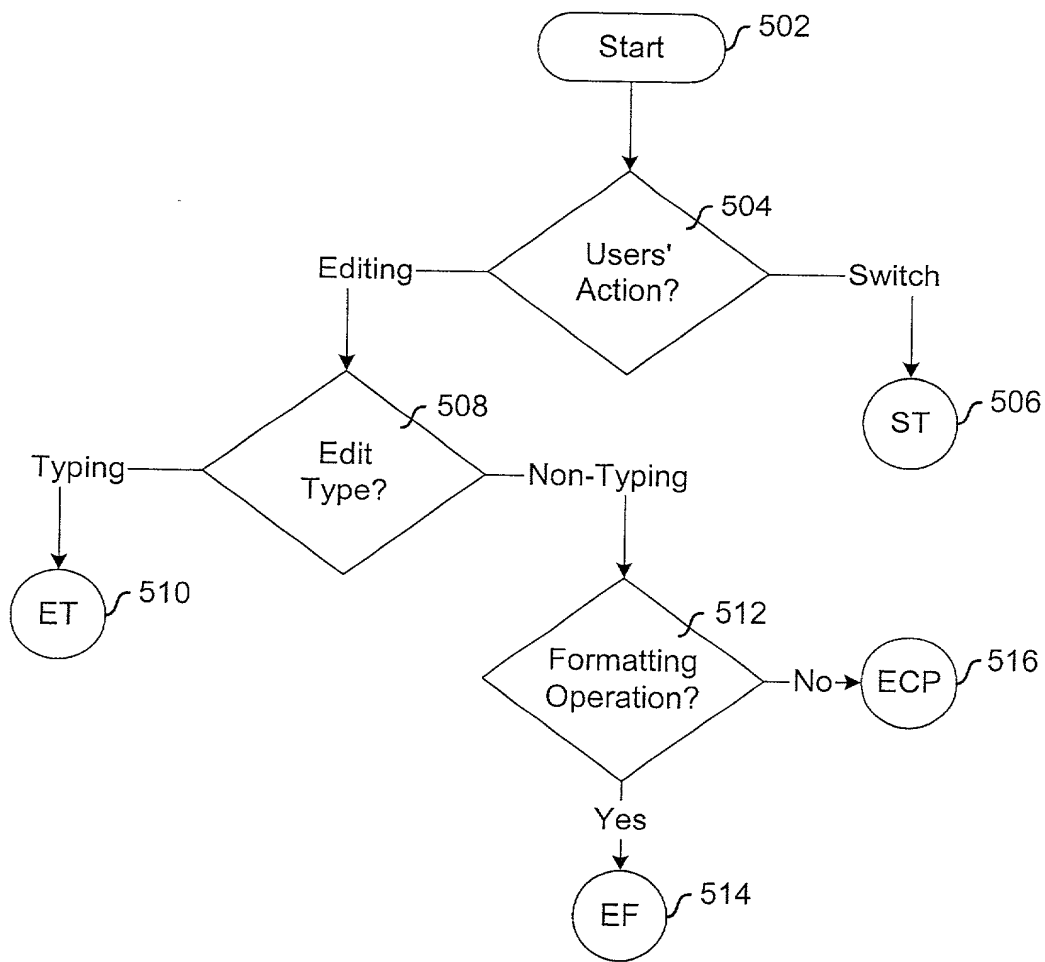 Start
502
504
Users'
Action?
Editing
Switch
508
ST
506
Edit
Type?
Typing
Non-Typing
ET
510
512
Formatting
Operation?
No
ECP
516
Yes
EF
514